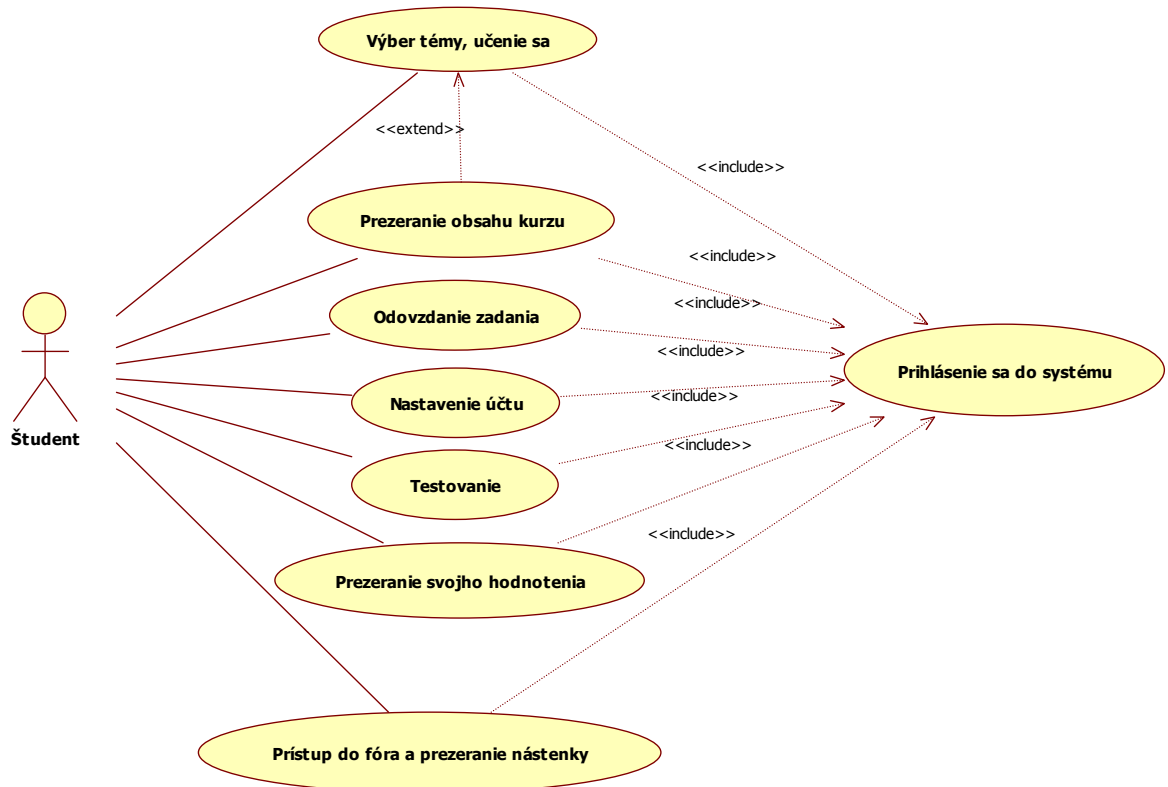 Výber témy, učenie sa
<<extend>>
<<include>>
Prezeranie obsahu kurzu
<<include>>
<<include>>
Odovzdanie zadania
<<include>>
Prihlásenie sa do systému
Nastavenie účtu
<<include>>
Študent
<<include>>
Testovanie
<<include>>
Prezeranie svojho hodnotenia
Prístup do fóra a prezeranie nástenky